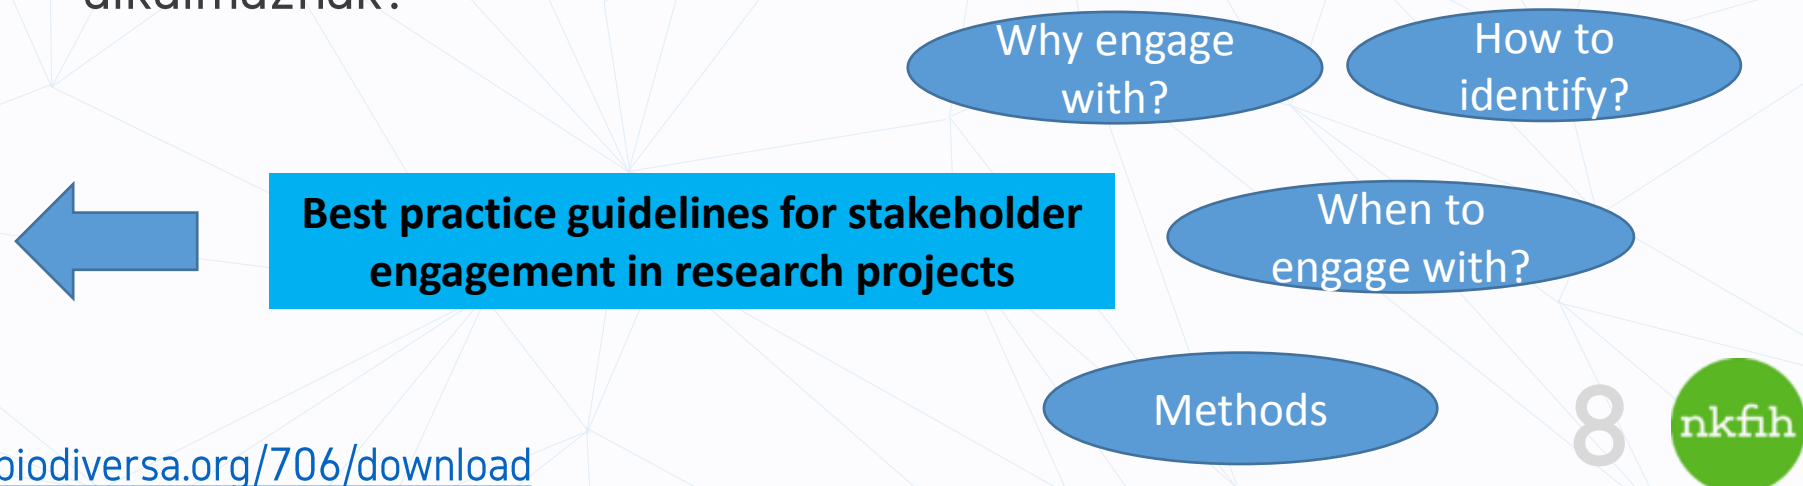 alkalmaznak?
Why engage
with?
How to
identify?
Best practice guidelines for stakeholder
engagement in research projects
When to
engage with?
Methods
biodiversa.org/706/download
8
nkfih